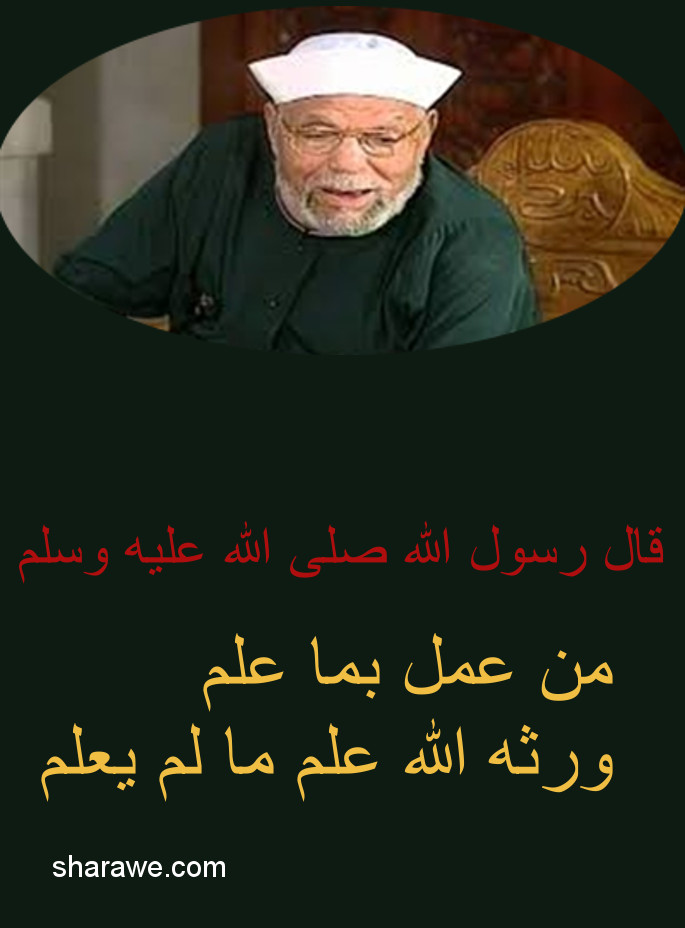 قال رسول الله صلى الله عليه وسلم
من عمل بما علم
ورثه الله علم ما لم يعلم
sharawe.com